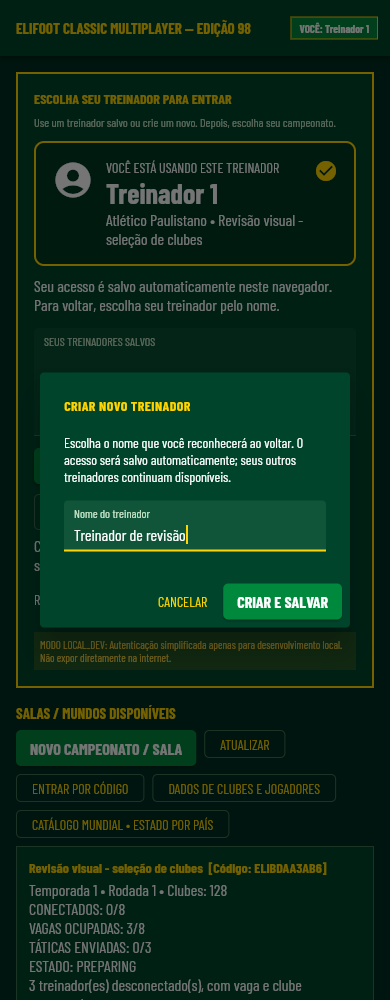 ELIFOOT CLASSIC MULTIPLAYER — EDIÇÃO 98
VOCÊ: Treinador 1
ESCOLHA SEU TREINADOR PARA ENTRAR
Use um treinador salvo ou crie um novo. Depois, escolha seu campeonato.
VOCÊ ESTÁ USANDO ESTE TREINADOR
Treinador 1
Atlético Paulistano • Revisão visual -
seleção de clubes
Seu acesso é salvo automaticamente neste navegador.
Para voltar, escolha seu treinador pelo nome.
SEUS TREINADORES SALVOS
CRIAR NOVO TREINADOR
Escolha o nome que você reconhecerá ao voltar. O
acesso será salvo automaticamente; seus outros
treinadores continuam disponíveis.
Nome do treinador
Treinador de revisão
CANCELAR
CRIAR E SALVAR
MODO LOCAL_DEV: Autenticação simplificada apenas para desenvolvimento local.
Não expor diretamente na internet.
SALAS / MUNDOS DISPONÍVEIS
NOVO CAMPEONATO / SALA
ATUALIZAR
ENTRAR POR CÓDIGO
DADOS DE CLUBES E JOGADORES
CATÁLOGO MUNDIAL • ESTADO POR PAÍS
Revisão visual - seleção de clubes [Código: ELIBDAA3AB6]
Temporada 1 • Rodada 1 • Clubes: 128
CONECTADOS: 0/8
VAGAS OCUPADAS: 3/8
TÁTICAS ENVIADAS: 0/3
ESTADO: PREPARING
3 treinador(es) desconectado(s), com vaga e clube